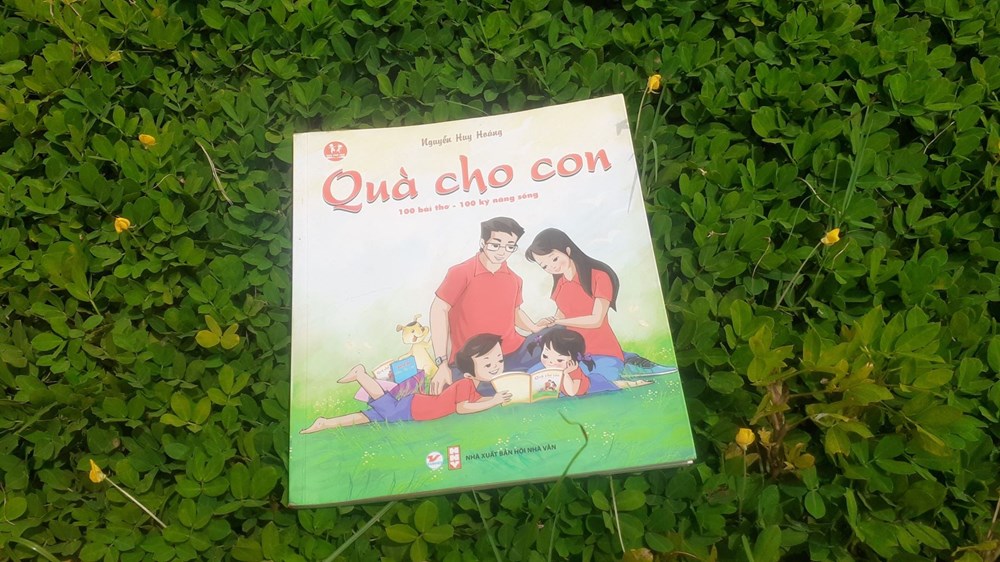 Nguyễn Huy Hoàng
Quà cho con
100 bài thơ - 100 kỹ năng sống
NHÀ XUẤT BẢN HỘI NHÀ VĂN